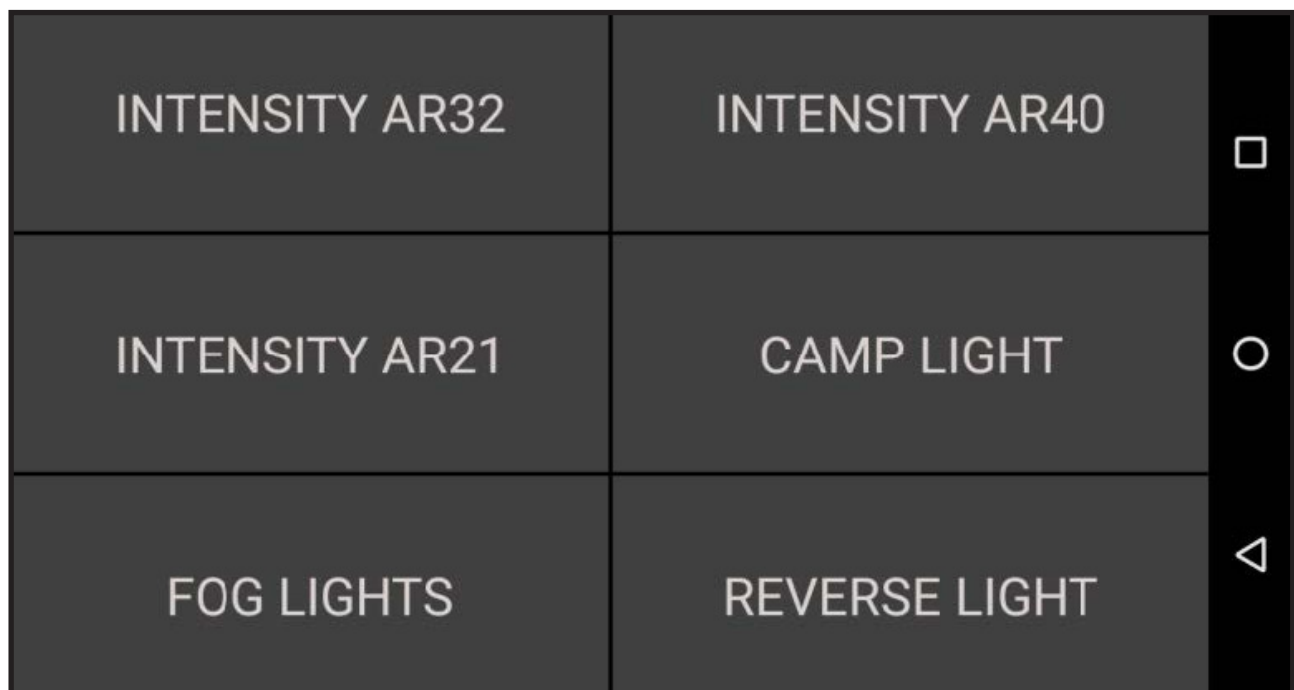 INTENSITY AR32
INTENSITY AR40
INTENSITY AR21
CAMP LIGHT
FOG LIGHTS
REVERSE LIGHT